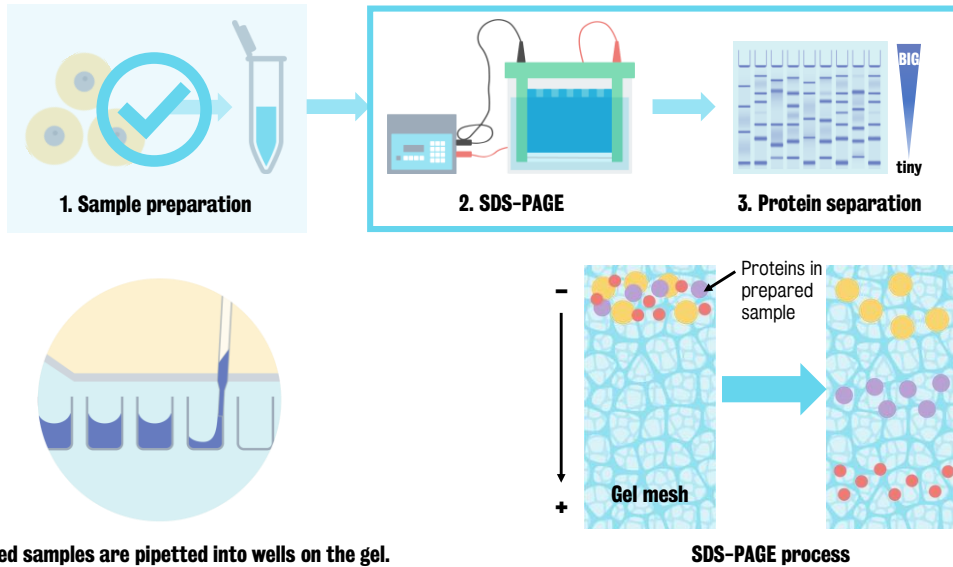 BIG
tiny
1. Sample preparation
2. SDS-PAGE
3. Protein separation
Proteins in
prepared
sample
–
+
Gel mesh
samples are pipetted into wells on the gel.
SDS-PAGE process